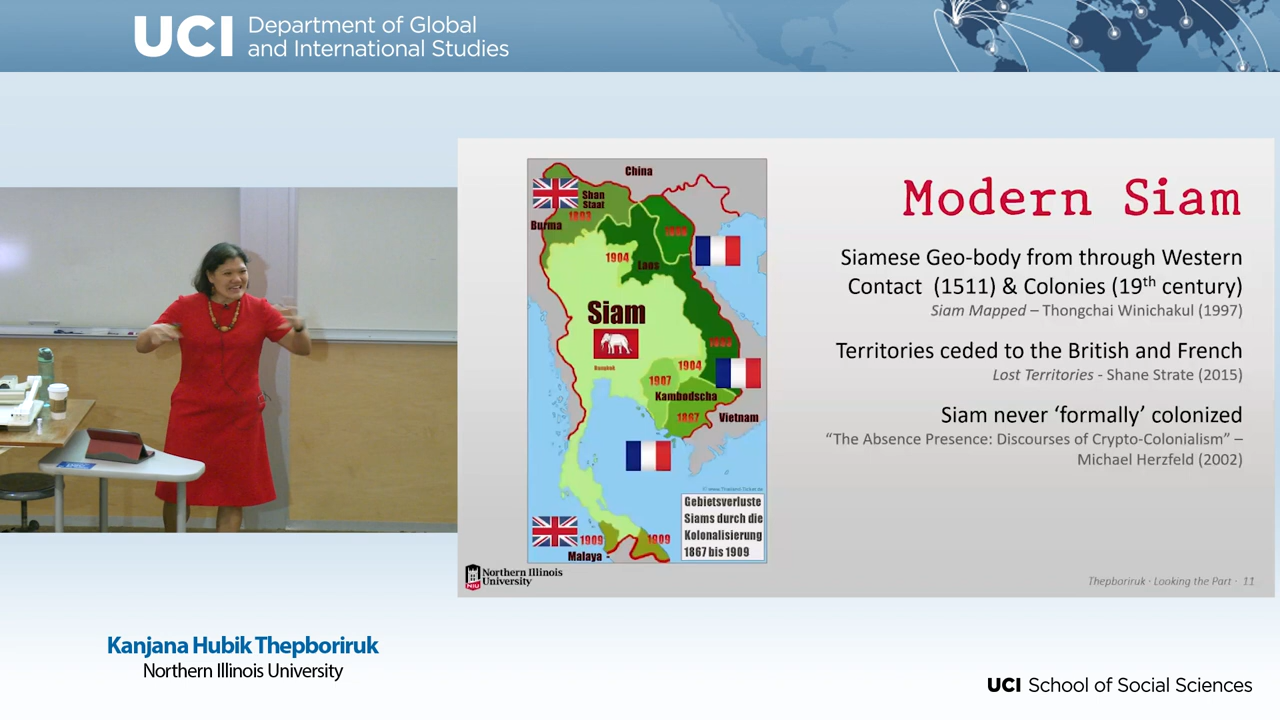 UCI
Department of Global
and International Studies
China
Shan
Staat
1893
Burma
1904
Laos
Siam
Bangkok
1904
1907
Kambodscha
1867
Vietnam
Gebietsverluste
Siams durch die
Kolonalisierung
1867 bis 1909
1909
1909
Malaya
Modern Siam
Siamese Geo-body from through Western
Contact (1511) & Colonies (19th century)
Siam Mapped – Thongchai Winichakul (1997)
Territories ceded to the British and French
Lost Territories - Shane Strate (2015)
Siam never ‘formally’ colonized
“The Absence Presence: Discourses of Crypto-Colonialism” –
Michael Herzfeld (2002)
NIU
Northern Illinois
University
Thepboriruk · Looking the Part · 11
Kanjana Hubik Thepboriruk
Northern Illinois University
UCI School of Social Sciences